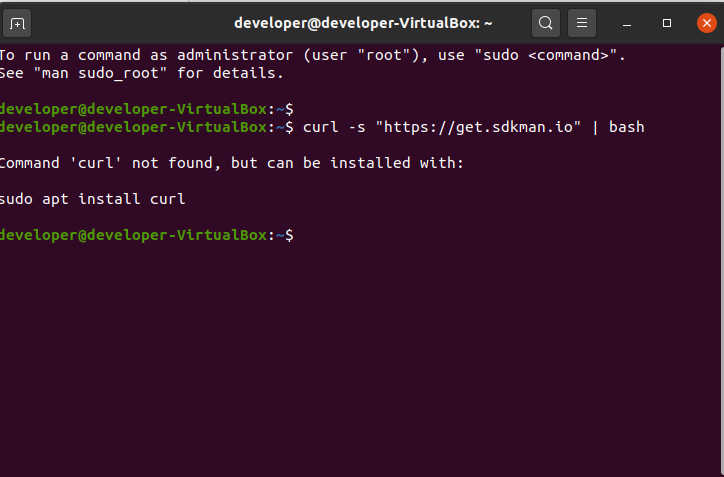 developer@developer-VirtualBox: ~
To run a command as administrator (user "root"), use "sudo <command>".
See "man sudo_root" for details.
developer@developer-VirtualBox:~$
developer@developer-VirtualBox:~$ curl -s "https://get.sdkman.io" | bash
Command 'curl' not found, but can be installed with:
sudo apt install curl
developer@developer-VirtualBox:~$